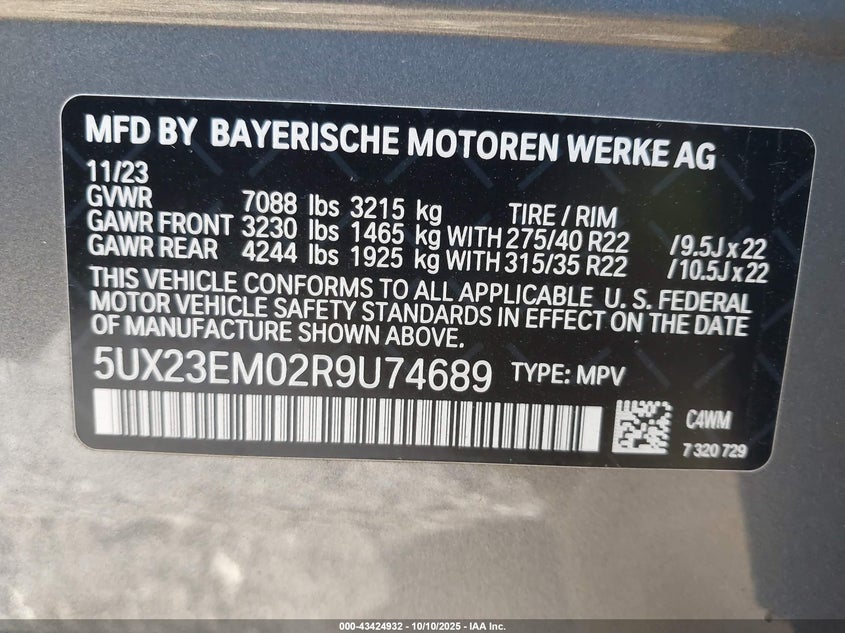 MFD BY BAYERISCHE MOTOREN WERKE AG
11/23
GVWR 7088 lbs 3215 kg TIRE / RIM
GAWR FRONT 3230 lbs 1465 kg WITH 275/40 R22 /9.5J x 22
GAWR REAR 4244 lbs 1925 kg WITH 315/35 R22 /10.5J x 22
THIS VEHICLE CONFORMS TO ALL APPLICABLE U. S. FEDERAL
MOTOR VEHICLE SAFETY STANDARDS IN EFFECT ON THE DATE
OF MANUFACTURE SHOWN ABOVE.
5UX23EM02R9U74689 TYPE: MPV
C4WM
7 320 729
000-43424932 - 10/10/2025 - IAA Inc.